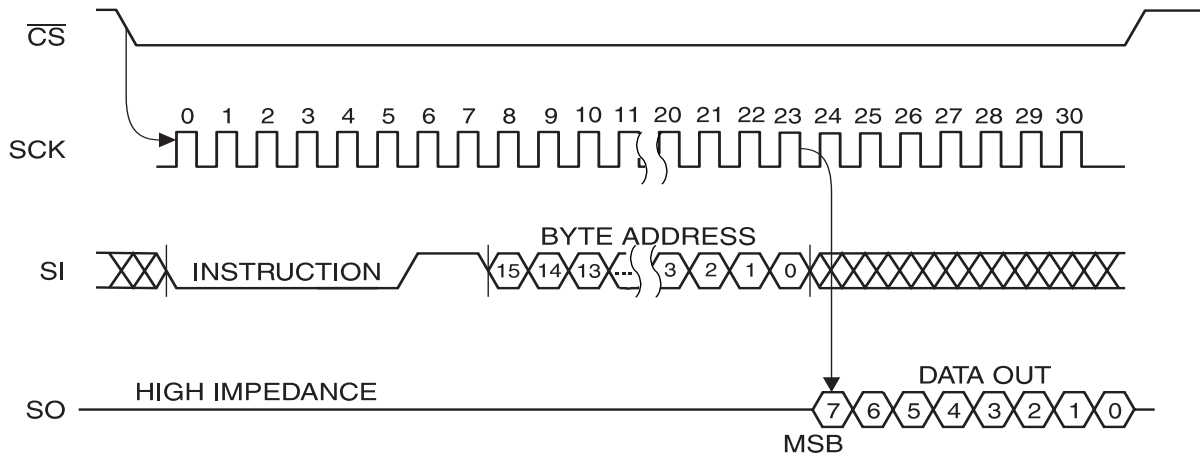 CS
0 1 2 3 4 5 6 7 8 9 10 11 20 21 22 23 24 25 26 27 28 29 30
SCK
BYTE ADDRESS
SI INSTRUCTION 15 14 13 ... 3 2 1 0
HIGH IMPEDANCE DATA OUT
SO 7 6 5 4 3 2 1 0
MSB